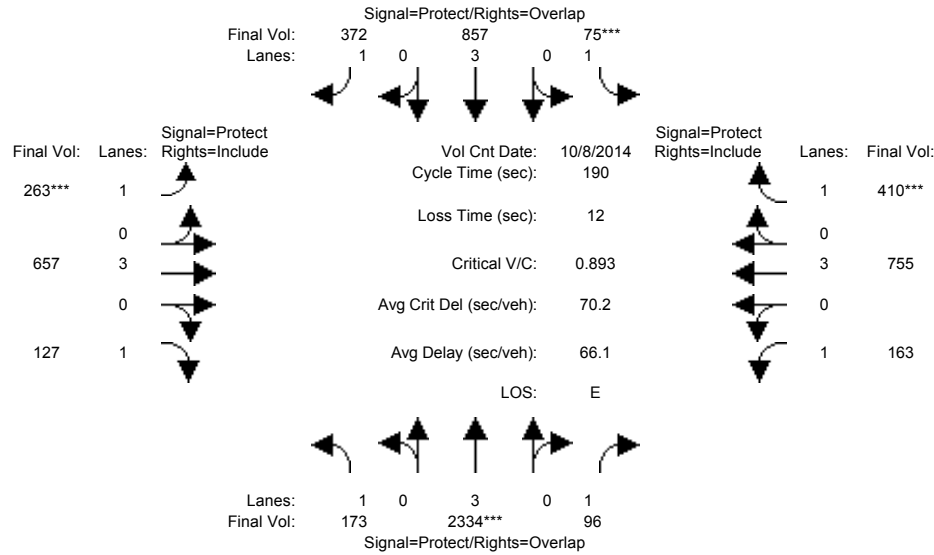 Signal=Protect/Rights=Overlap
Final Vol: 372 857 75***
Lanes: 1 0 3 0 1
Signal=Protect Signal=Protect
Final Vol: Lanes: Rights=Include Vol Cnt Date: 10/8/2014 Rights=Include Lanes: Final Vol:
Cycle Time (sec): 190
263*** 1 1 410***
Loss Time (sec): 12
0 0
657 3 Critical V/C: 0.893 3 755
0 Avg Crit Del (sec/veh): 70.2 0
127 1 Avg Delay (sec/veh): 66.1 1 163
LOS: E
Lanes: 1 0 3 0 1
Final Vol: 173 2334*** 96
Signal=Protect/Rights=Overlap